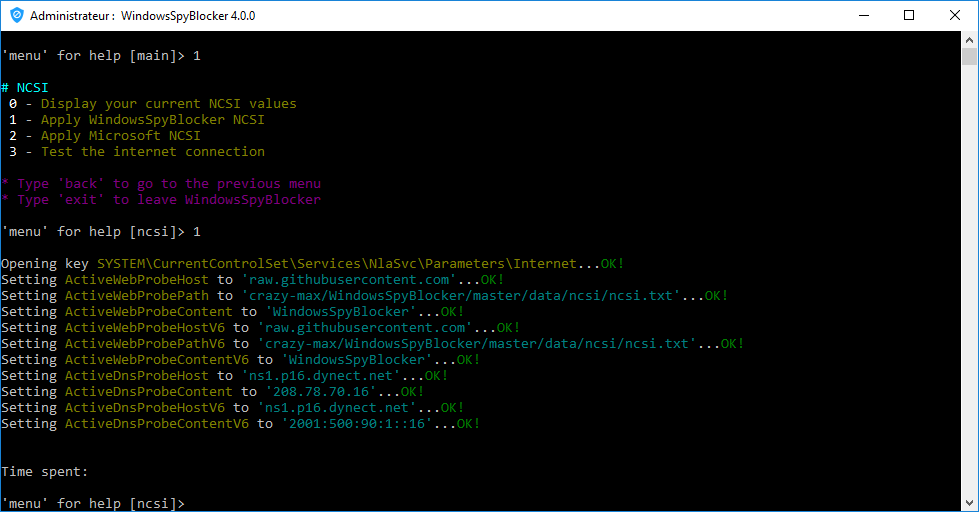 Administrateur : WindowsSpyBlocker 4.0.0
'menu' for help [main]> 1
# NCSI
0 - Display your current NCSI values
1 - Apply WindowsSpyBlocker NCSI
2 - Apply Microsoft NCSI
3 - Test the internet connection
* Type 'back' to go to the previous menu
* Type 'exit' to leave WindowsSpyBlocker
'menu' for help [ncsi]> 1
Opening key SYSTEM\CurrentControlSet\Services\NlaSvc\Parameters\Internet...OK!
Setting ActiveWebProbeHost to 'raw.githubusercontent.com'...OK!
Setting ActiveWebProbePath to 'crazy-max/WindowsSpyBlocker/master/data/ncsi/ncsi.txt'...OK!
Setting ActiveWebProbeContent to 'WindowsSpyBlocker'...OK!
Setting ActiveWebProbeHostV6 to 'raw.githubusercontent.com'...OK!
Setting ActiveWebProbePathV6 to 'crazy-max/WindowsSpyBlocker/master/data/ncsi/ncsi.txt'...OK!
Setting ActiveWebProbeContentV6 to 'WindowsSpyBlocker'...OK!
Setting ActiveDnsProbeHost to 'ns1.p16.dynect.net'...OK!
Setting ActiveDnsProbeContent to '208.78.70.16'...OK!
Setting ActiveDnsProbeHostV6 to 'ns1.p16.dynect.net'...OK!
Setting ActiveDnsProbeContentV6 to '2001:500:90:1::16'...OK!
Time spent:
'menu' for help [ncsi]>